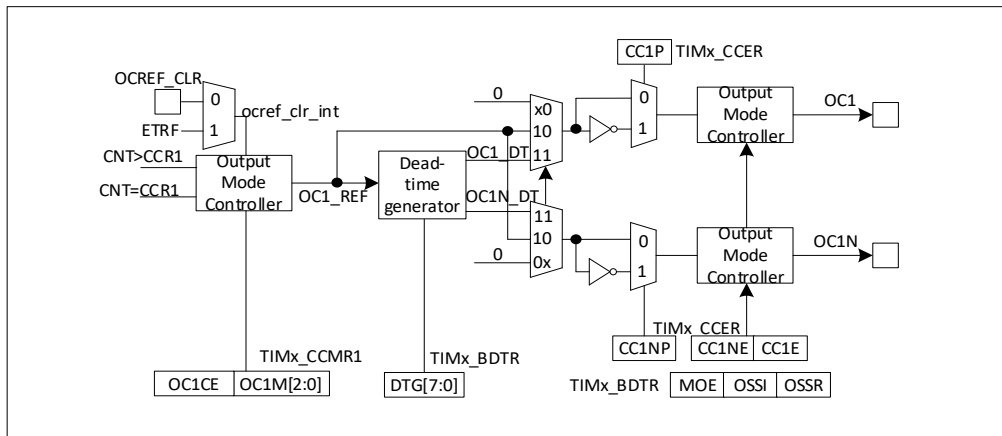 CC1P TIMx_CCER
OCREF_CLR
0
ocref_clr_int
ETRF
1
CNT>CCR1
CNT=CCR1
Output
Mode
Controller
OC1_REF
Dead-
time
generator
OC1_DT
OC1N_DT
0
x0
10
11
11
10
0x
0
0
1
Output
Mode
Controller
OC1
0
1
Output
Mode
Controller
OC1N
TIMx_CCER
CC1NP CC1NE CC1E
TIMx_CCMR1
OC1CE OC1M[2:0]
TIMx_BDTR
DTG[7:0]
TIMx_BDTR MOE OSSI OSSR